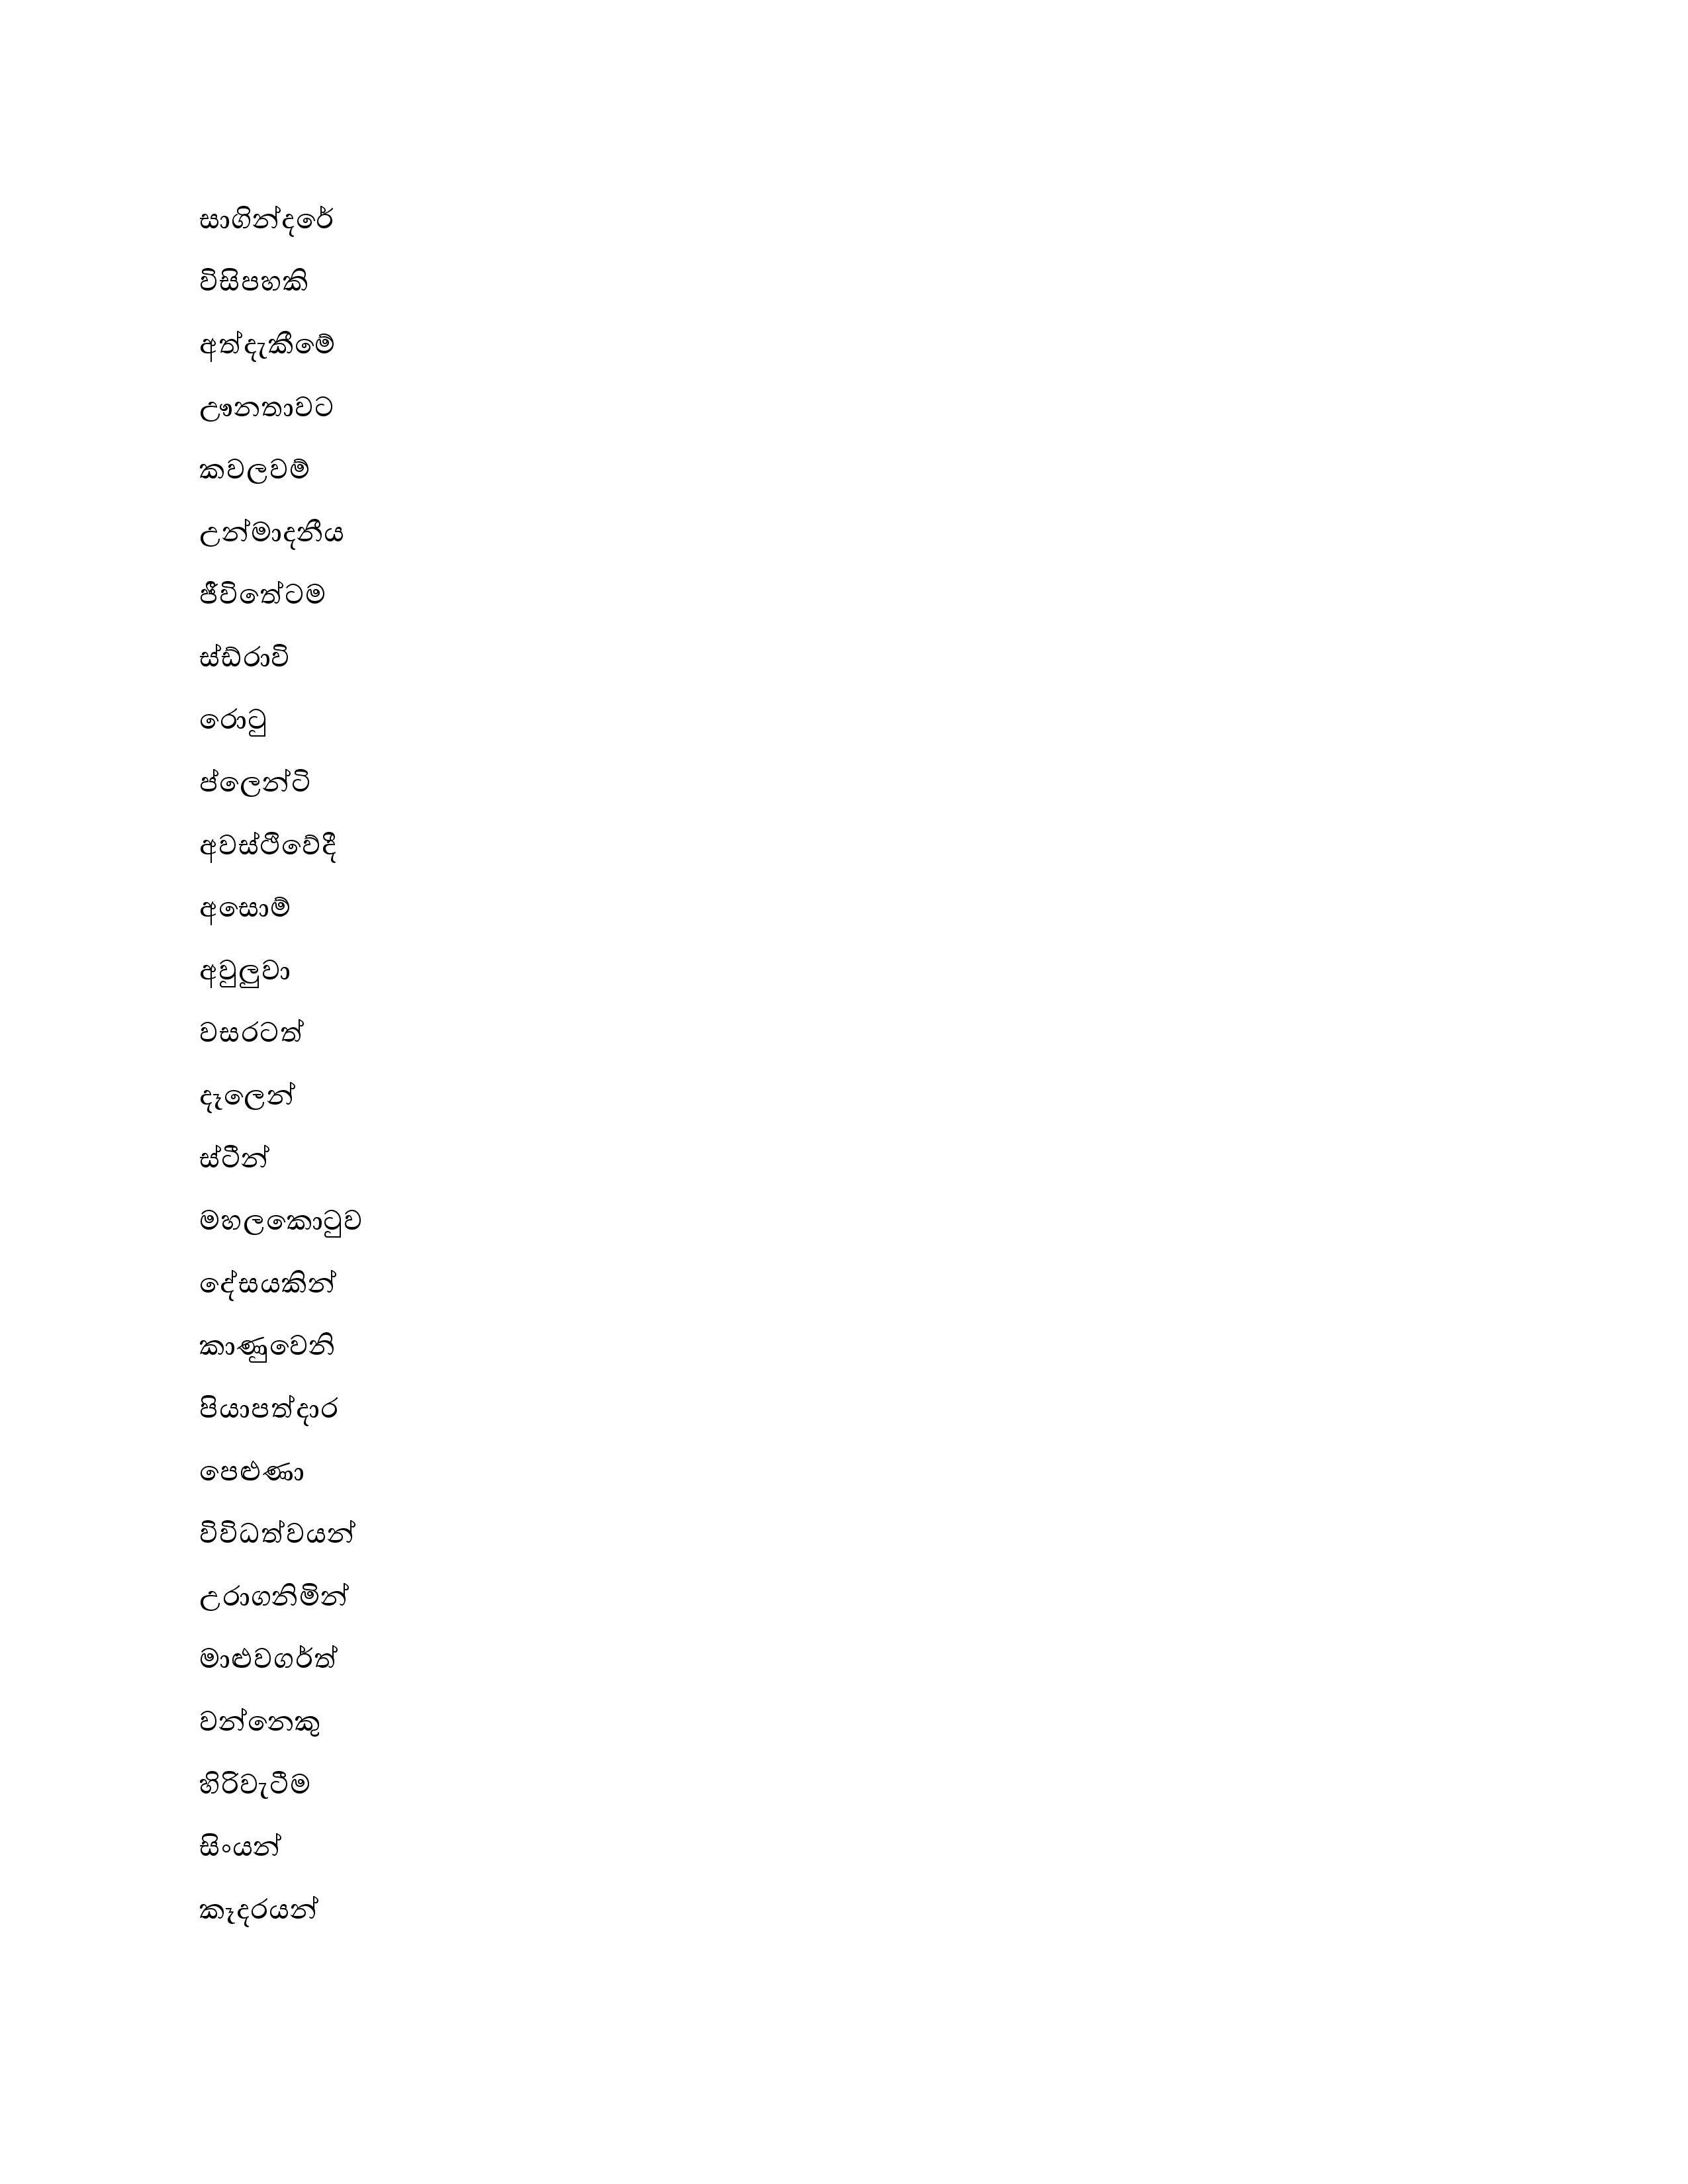 සාගින්දරේ
විසිපහකි
අත්දැකීමේ
ඌනතාවට
කවලවම්
උන්මාදනීය
ජීවිතේටම
ස්ඩ්රාවි
රොටු
ප්ලෙන්ටි
අවස්ථිවේදී
අසොම්
අවුලුවා
වසරටත්
දෑලෙන්
ස්ටීන්
මහලකොටුව
දේසයකින්
කාණුවෙනි
පියාපත්දාර
පෙළුණා
විවිධත්වයන්
උරාගනිමින්
මාළුවගර්ත්
වන්නෙකු
හිරිවැටීම
සිංයන්
කෑදරයන්